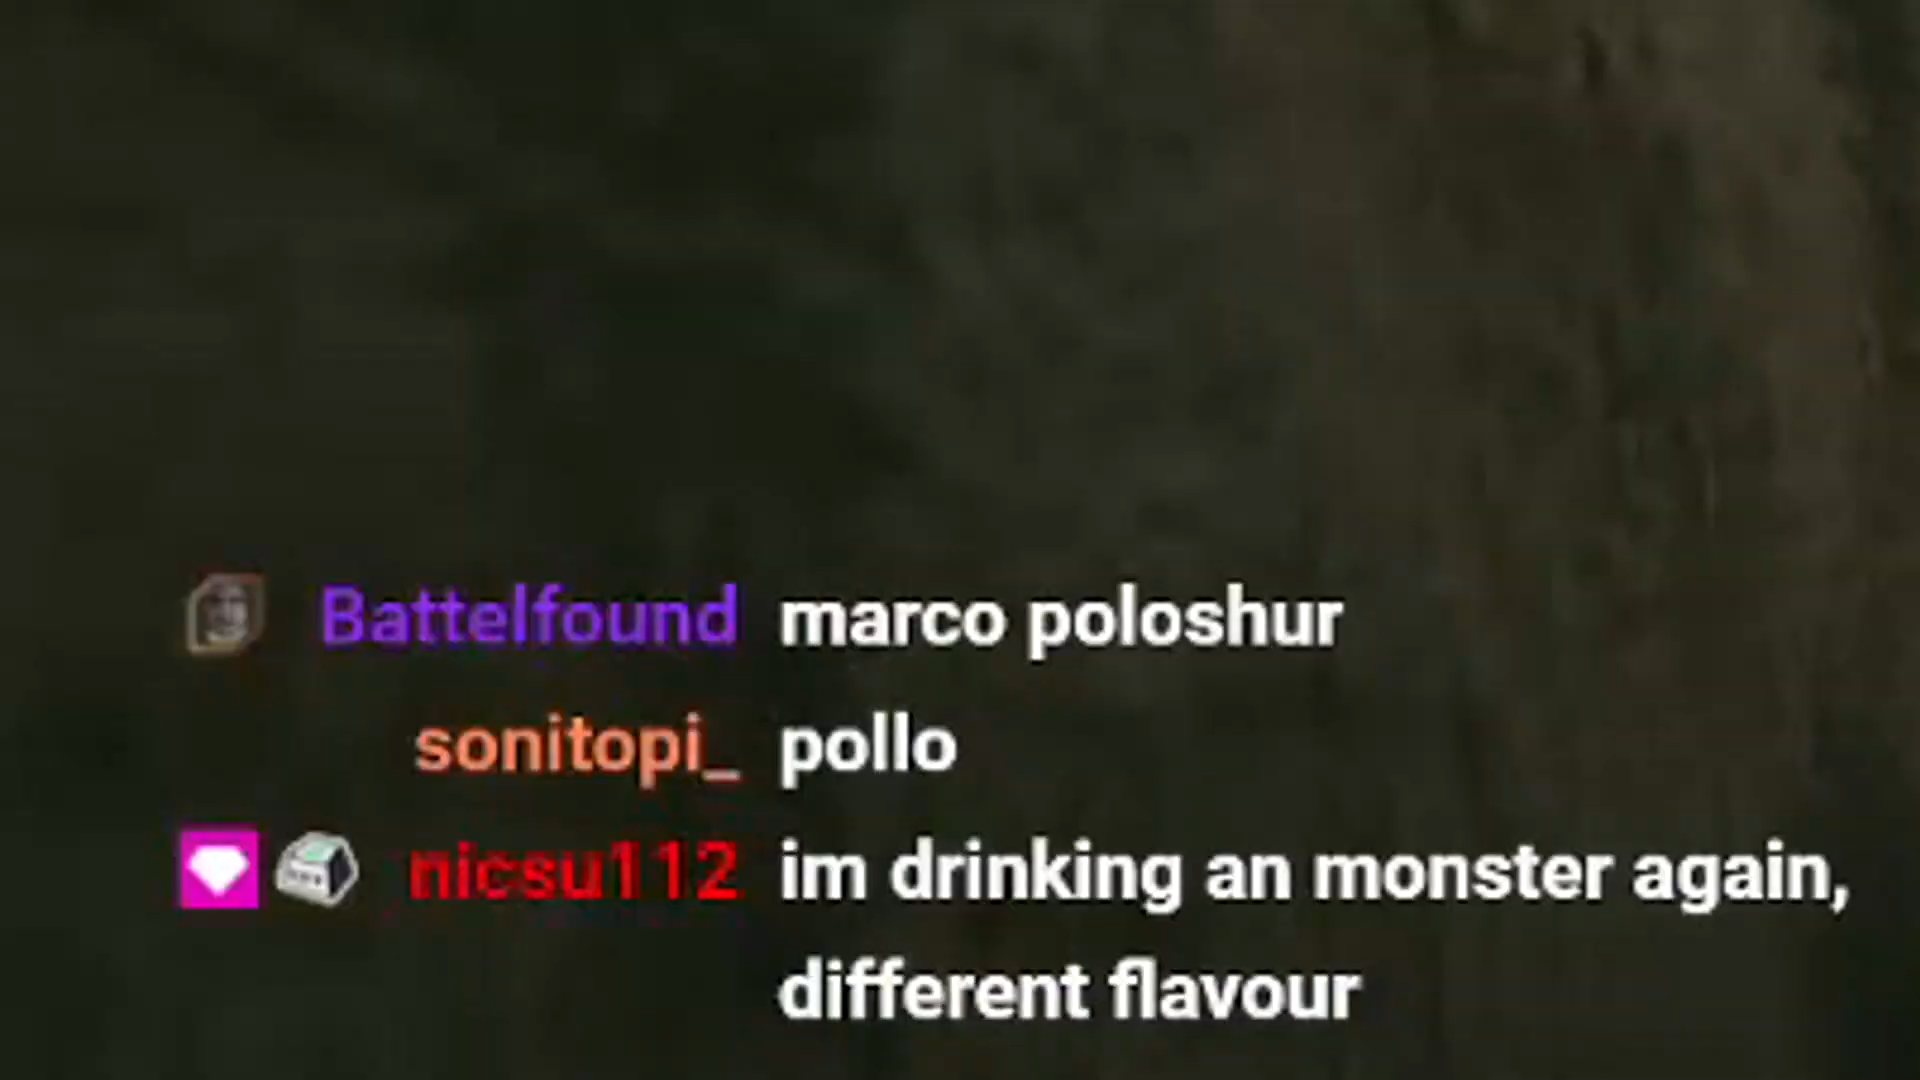 Battelfound marco poloshur
sonitopi_ pollo
nicsu112 im drinking an monster again,
different flavour